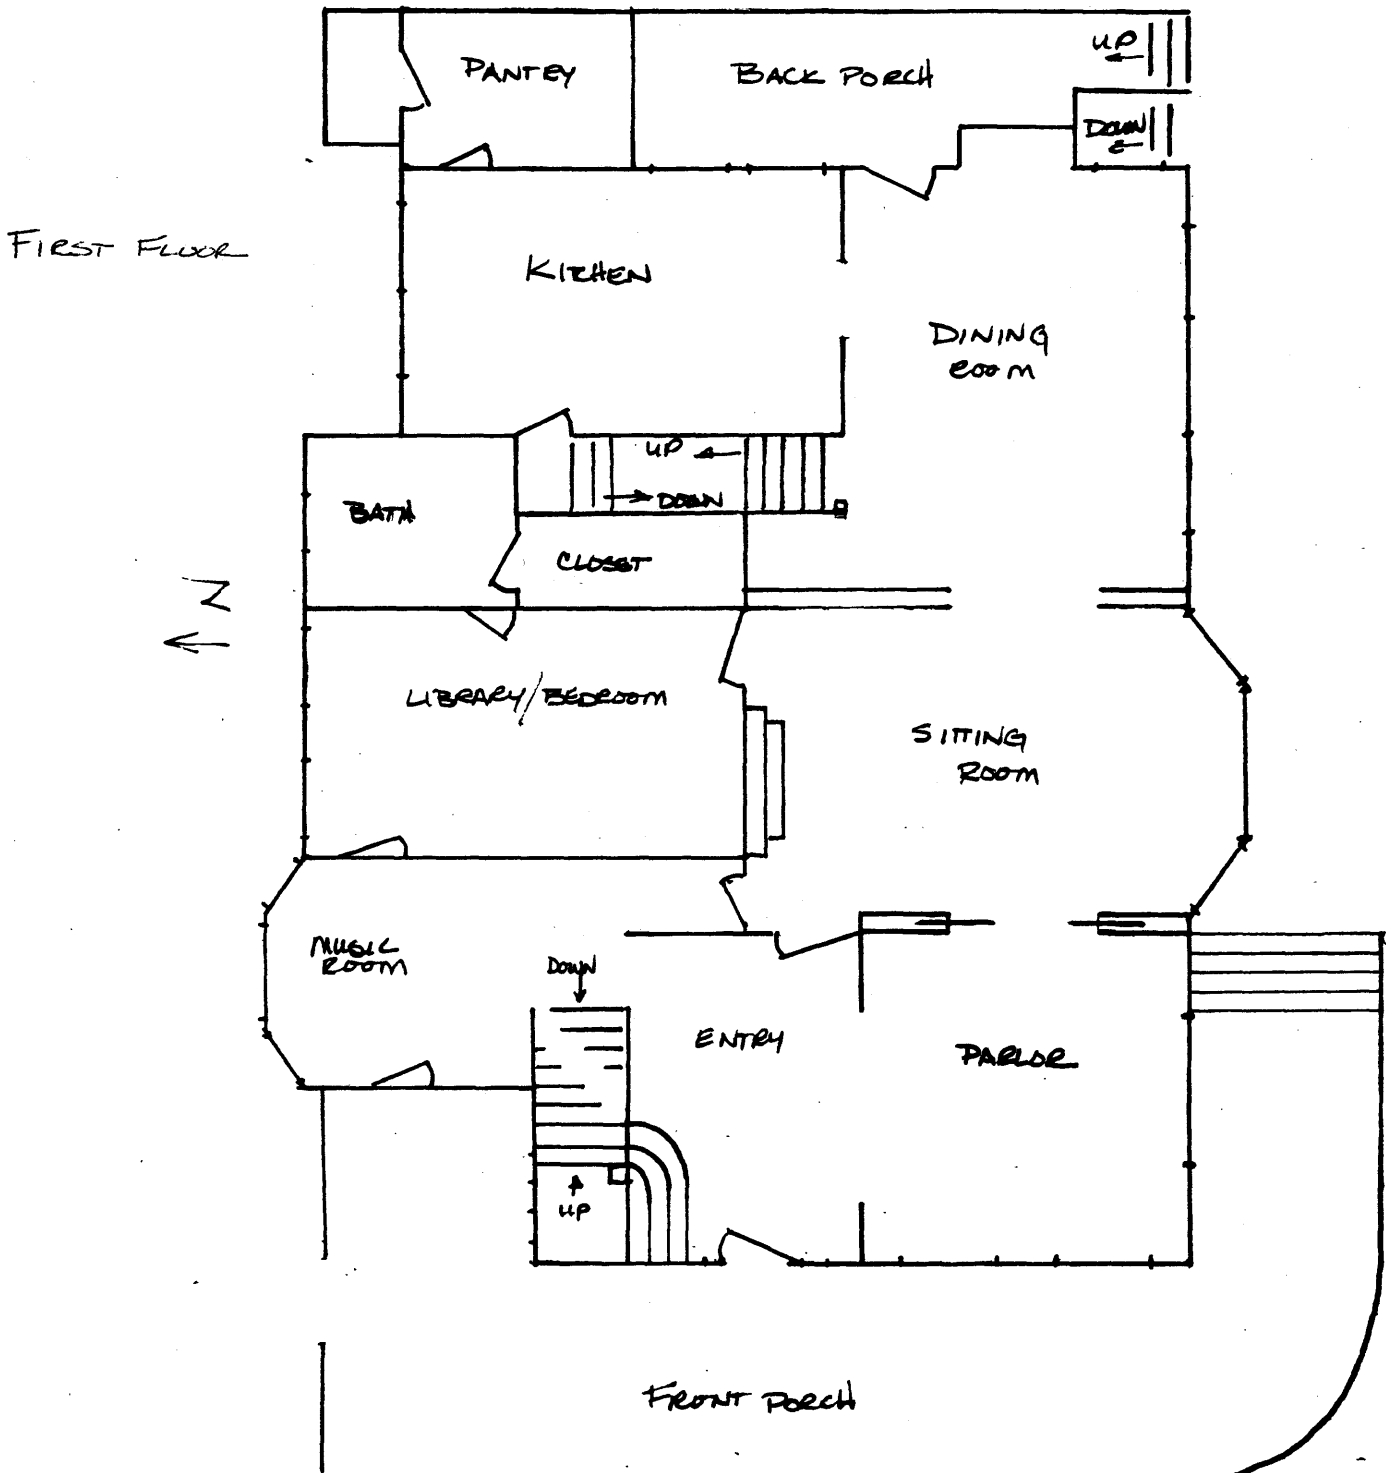 UP
PANTRY
BACK PORCH
DOWN
FIRST FLOOR
KITCHEN
DINING
ROOM
UP
DOWN
BATH
CLOSET
N
LIBRARY/BEDROOM
SITTING
ROOM
MUSIC
ROOM
DOWN
ENTRY
PARLOR
UP
FRONT PORCH